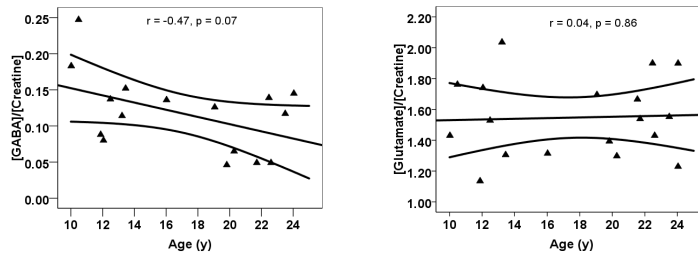 r = -0.47, p = 0.07
[GABA]/[Creatine]
0.25
0.20
0.15
0.10
0.05
0.00
10 12 14 16 18 20 22 24
Age (y)
r = 0.04, p = 0.86
[Glutamate]/[Creatine]
2.20
2.00
1.80
1.60
1.40
1.20
1.00
10 12 14 16 18 20 22 24
Age (y)